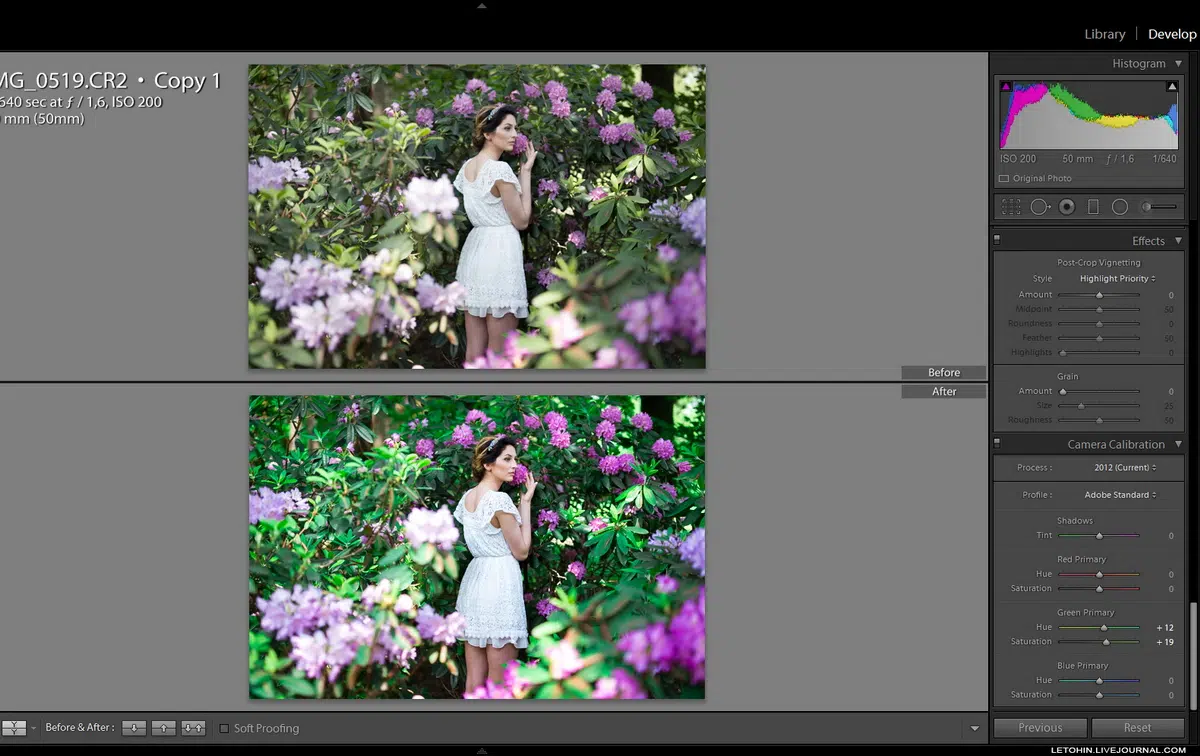 Library | Develop
Histogram
MG_0519.CR2 • Copy 1
640 sec at ƒ / 1,6, ISO 200
mm (50mm)
ISO 200 50 mm ƒ / 1,6 1/640
Original Photo
Effects
Post-Crop Vignetting
Style Highlight Priority
Amount 0
Midpoint 50
Roundness 0
Feather 50
Highlights 0
Before
After
Grain
Amount 0
Size 25
Roughness 50
Camera Calibration
Process : 2012 (Current)
Profile : Adobe Standard
Shadows
Tint 0
Red Primary
Hue 0
Saturation 0
Green Primary
Hue + 12
Saturation + 19
Blue Primary
Hue 0
Saturation 0
Before & After : Soft Proofing
Previous Reset
LETOHIN.LIVEJOURNAL.COM